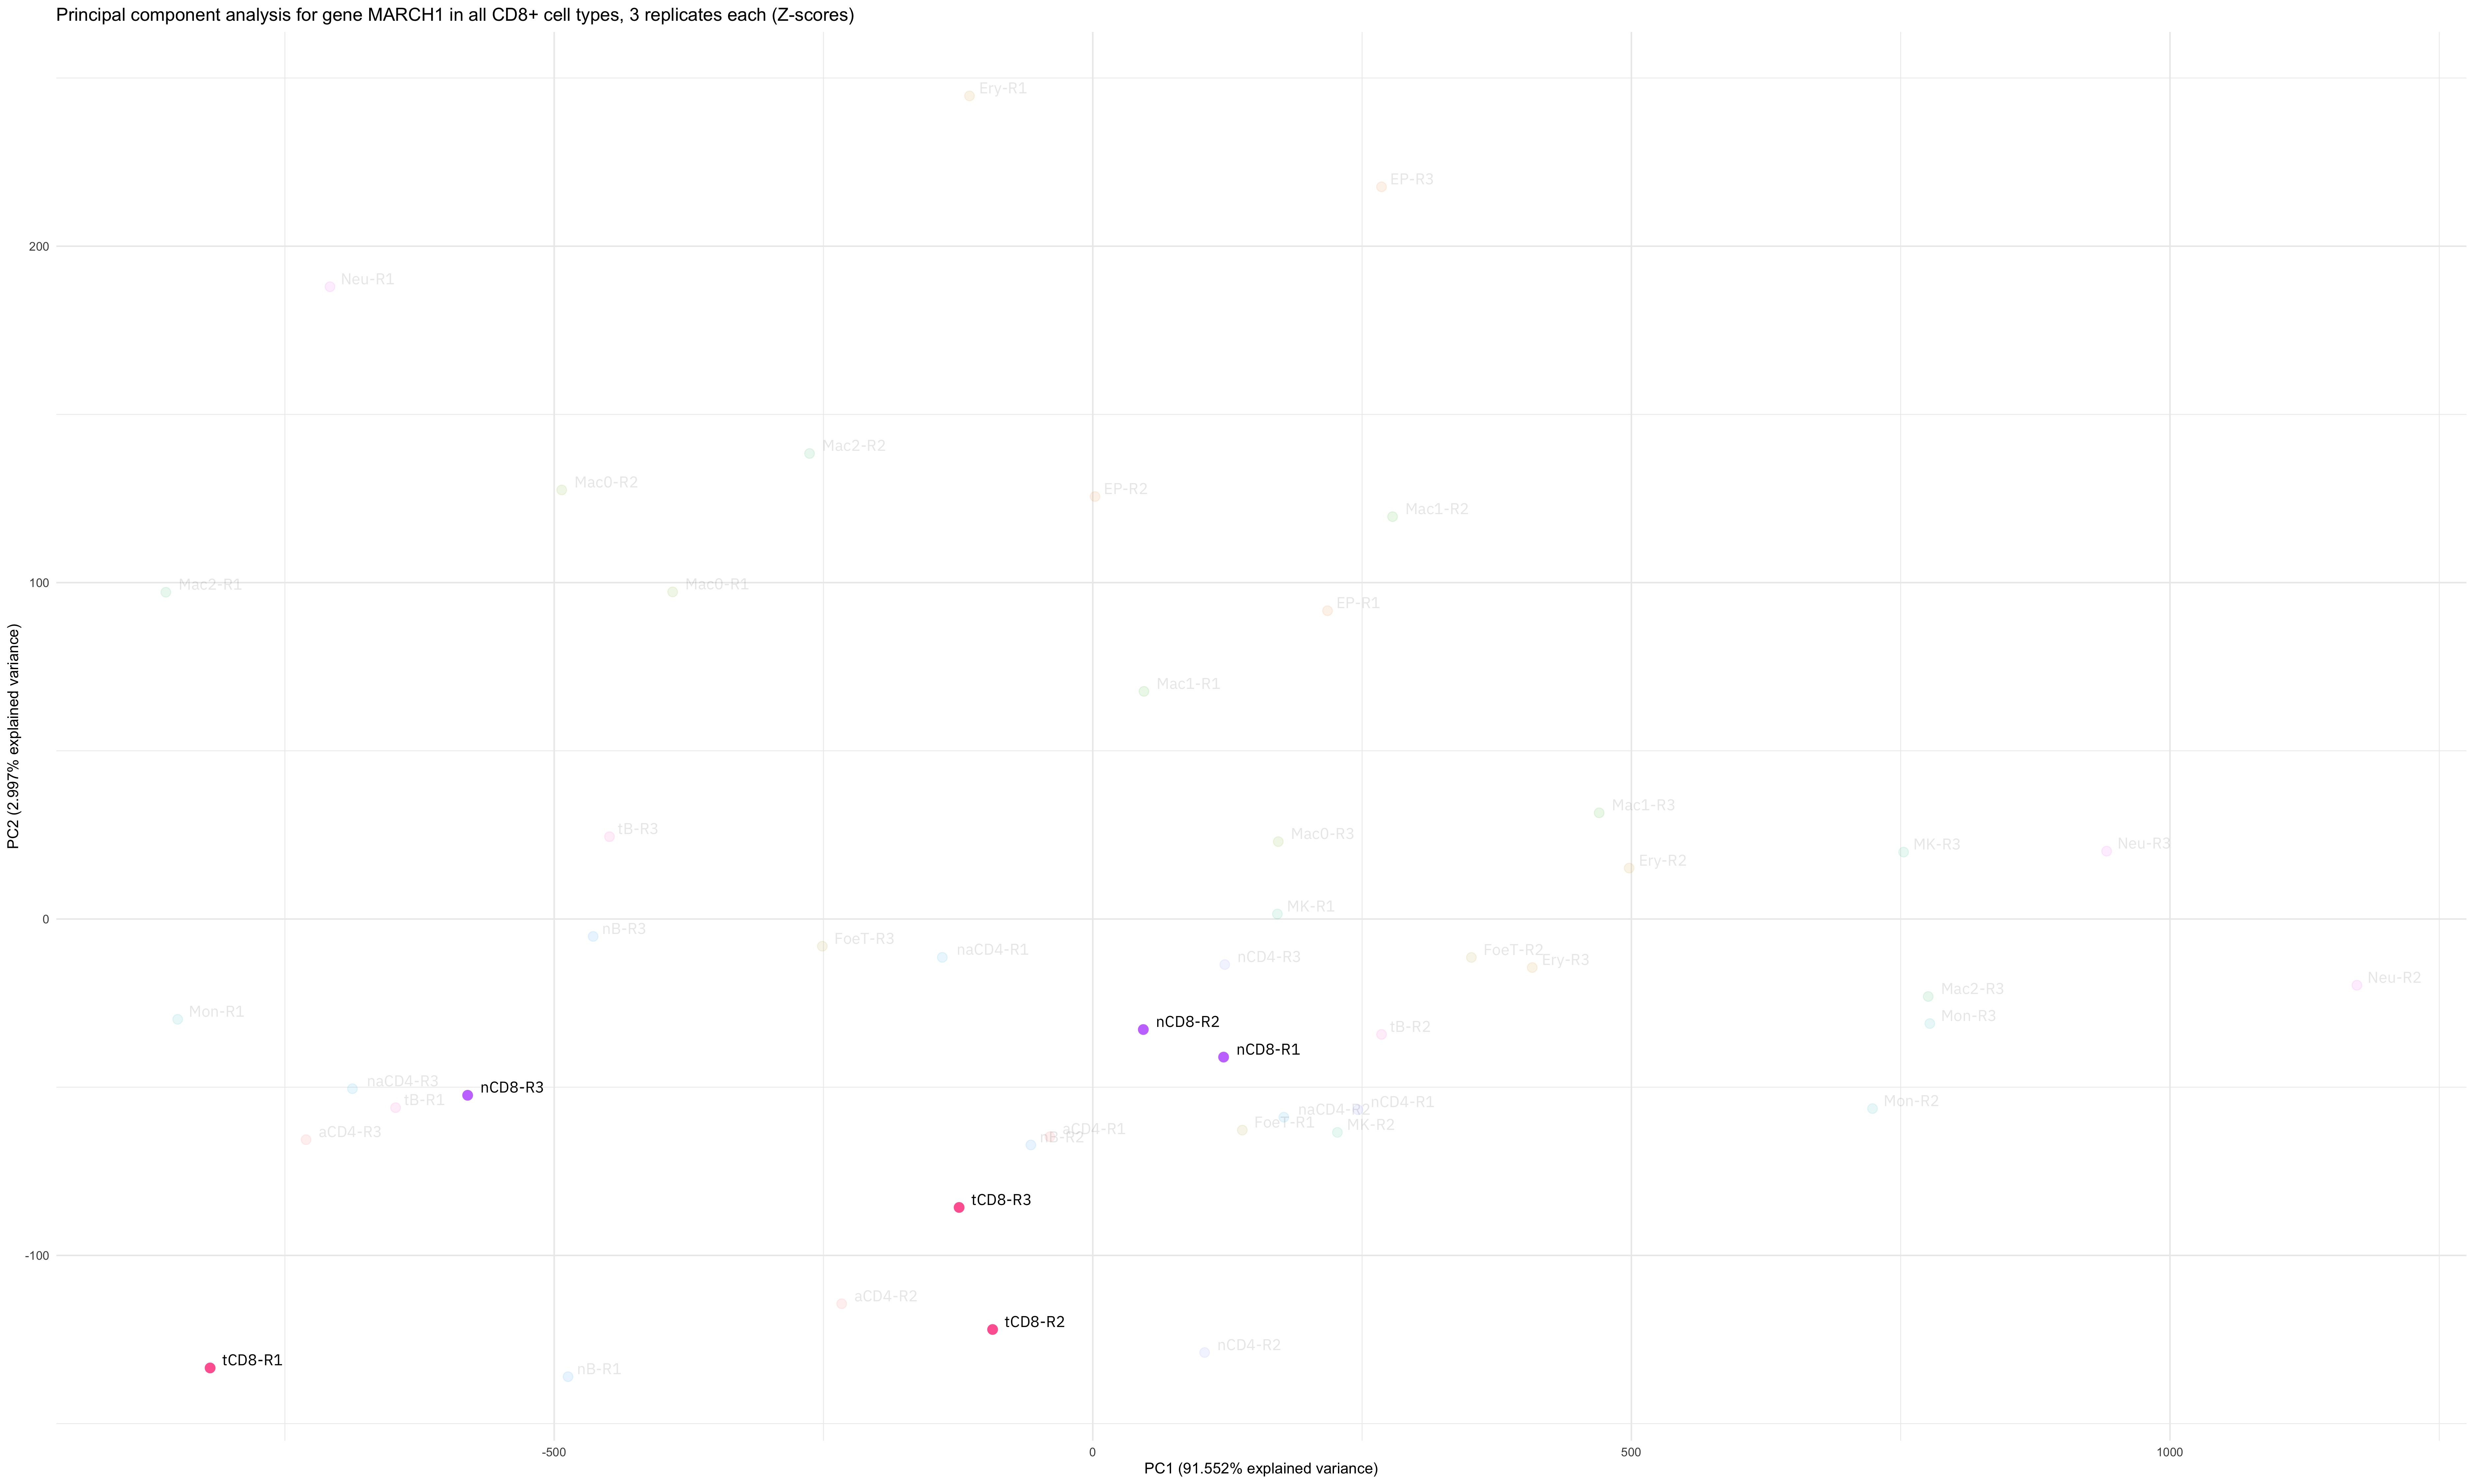 Principal component analysis for gene MARCH1 in all CD8+ cell types, 3 replicates each (Z-scores)
Ery-R1
EP-R3
200
Neu-R1
Mac2-R2
Mac0-R2
EP-R2
Mac1-R2
100
Mac2-R1
Mac0-R1
EP-R1
Mac1-R1
PC2 (2.997% explained variance)
Mac1-R3
tB-R3
Mac0-R3
MK-R3
Neu-R3
Ery-R2
MK-R1
0
nB-R3
FoeT-R3
naCD4-R1
nCD4-R3
FoeT-R2
Ery-R3
Neu-R2
Mac2-R3
Mon-R1
Mon-R3
nCD8-R2
tB-R2
nCD8-R1
naCD4-R3
nCD8-R3
tB-R1
nCD4-R1
Mon-R2
naCD4-R2
FoeT-R1
MK-R2
aCD4-R3
aCD4-R1
nB-R2
tCD8-R3
-100
aCD4-R2
tCD8-R2
nCD4-R2
tCD8-R1
nB-R1
-500
0
500
1000
PC1 (91.552% explained variance)